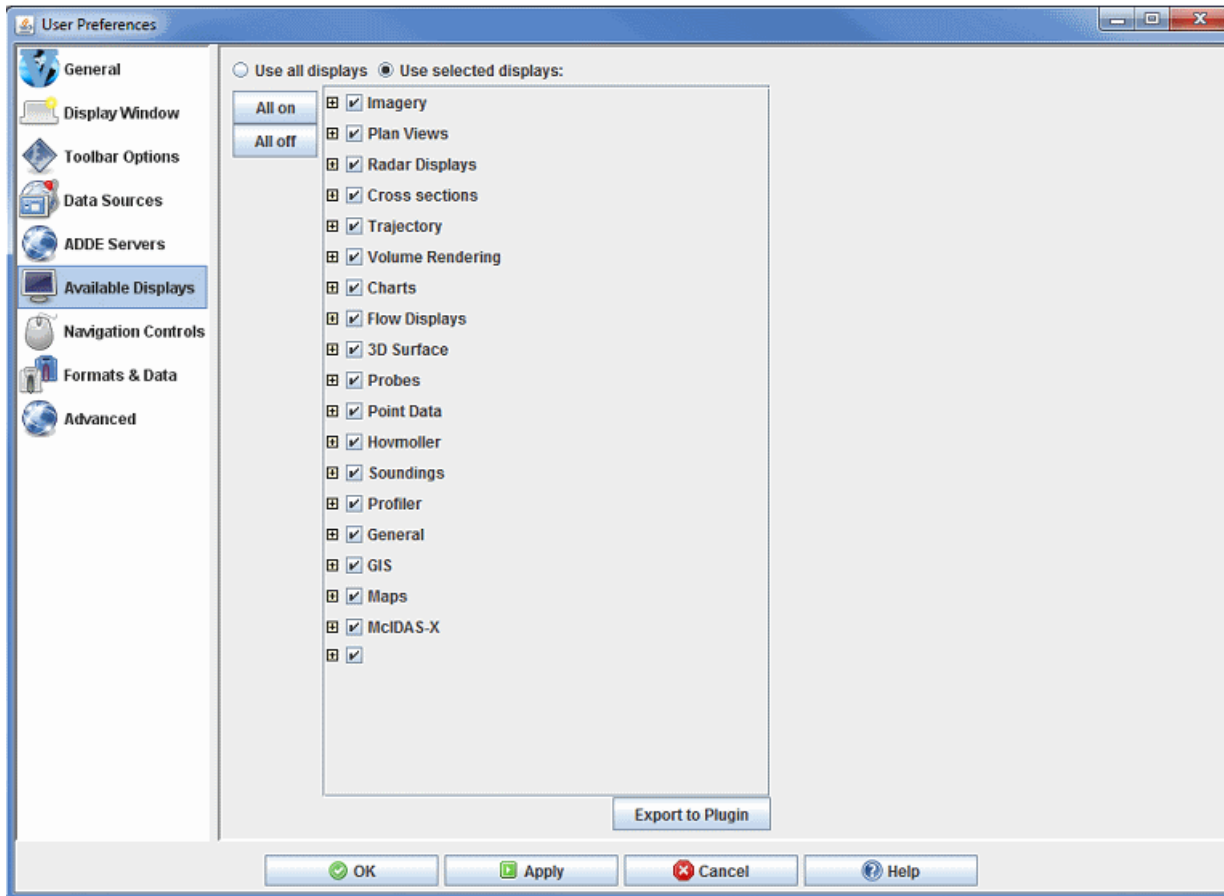 User Preferences
General
Display Window
Toolbar Options
Data Sources
ADDE Servers
Available Displays
Navigation Controls
Formats & Data
Advanced
Use all displays Use selected displays:
All on
All off
Imagery
Plan Views
Radar Displays
Cross sections
Trajectory
Volume Rendering
Charts
Flow Displays
3D Surface
Probes
Point Data
Hovmoller
Soundings
Profiler
General
GIS
Maps
McIDAS-X
Export to Plugin
OK Apply Cancel Help